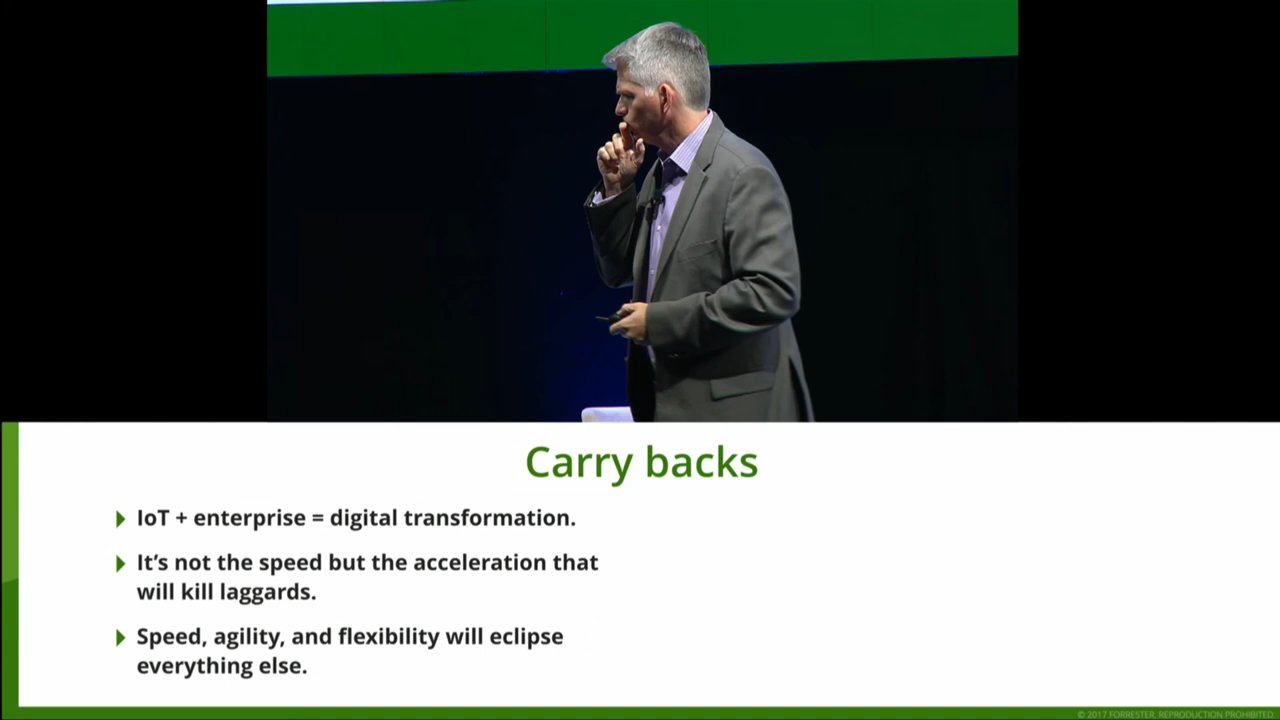 Carry backs
IoT + enterprise = digital transformation.
It’s not the speed but the acceleration that
will kill laggards.
Speed, agility, and flexibility will eclipse
everything else.
© 2017 FORRESTER. REPRODUCTION PROHIBITED.